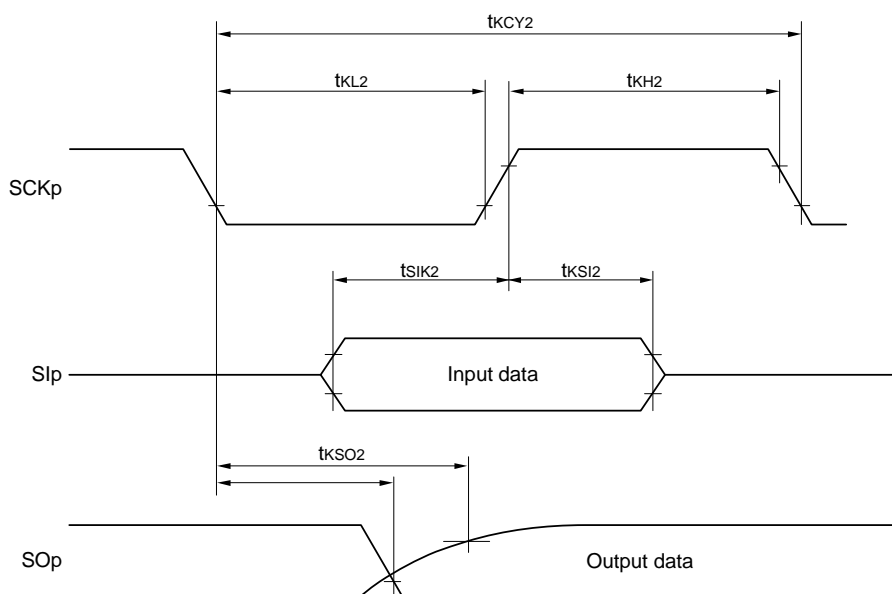 tKCY2
tKL2
tKH2
SCKp
tSIK2
tKSI2
SIp
Input data
tKSO2
SOp
Output data